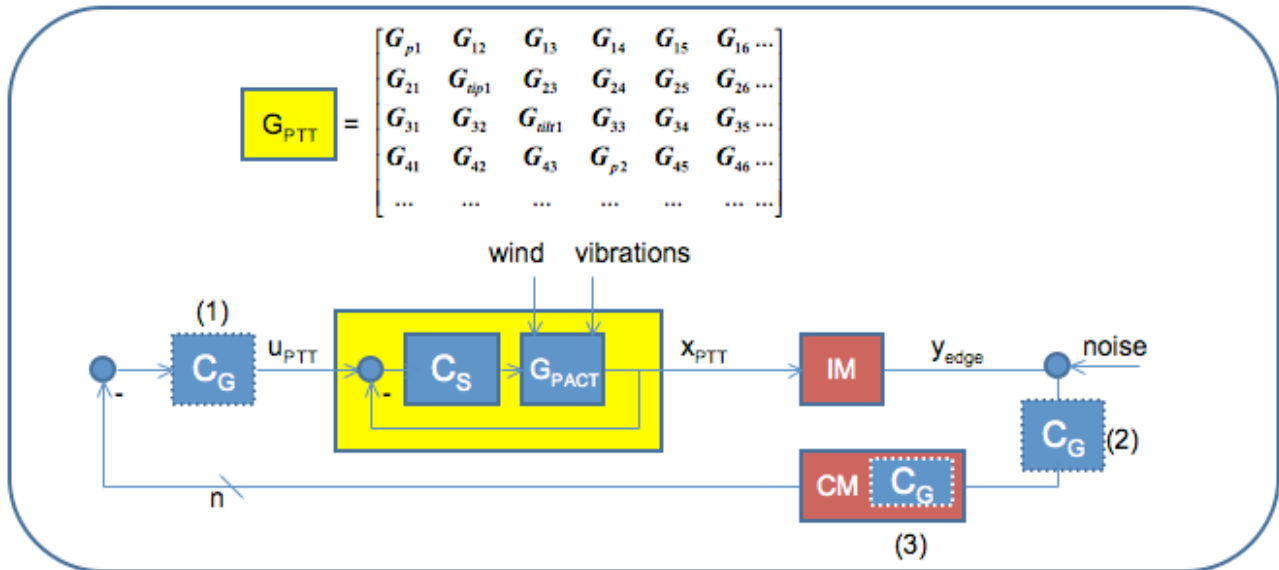 G_p1 G_12 G_13 G_14 G_15 G_16 ...
G_21 G_tip1 G_23 G_24 G_25 G_26 ...
G_PTT =
G_31 G_32 G_tilt1 G_33 G_34 G_35 ...
G_41 G_42 G_43 G_p2 G_45 G_46 ...
... ... ... ... ... ...
wind vibrations
(1)
C_G u_PTT C_S G_PACT x_PTT IM y_edge noise
- -
C_G (2)
n CM C_G
(3)